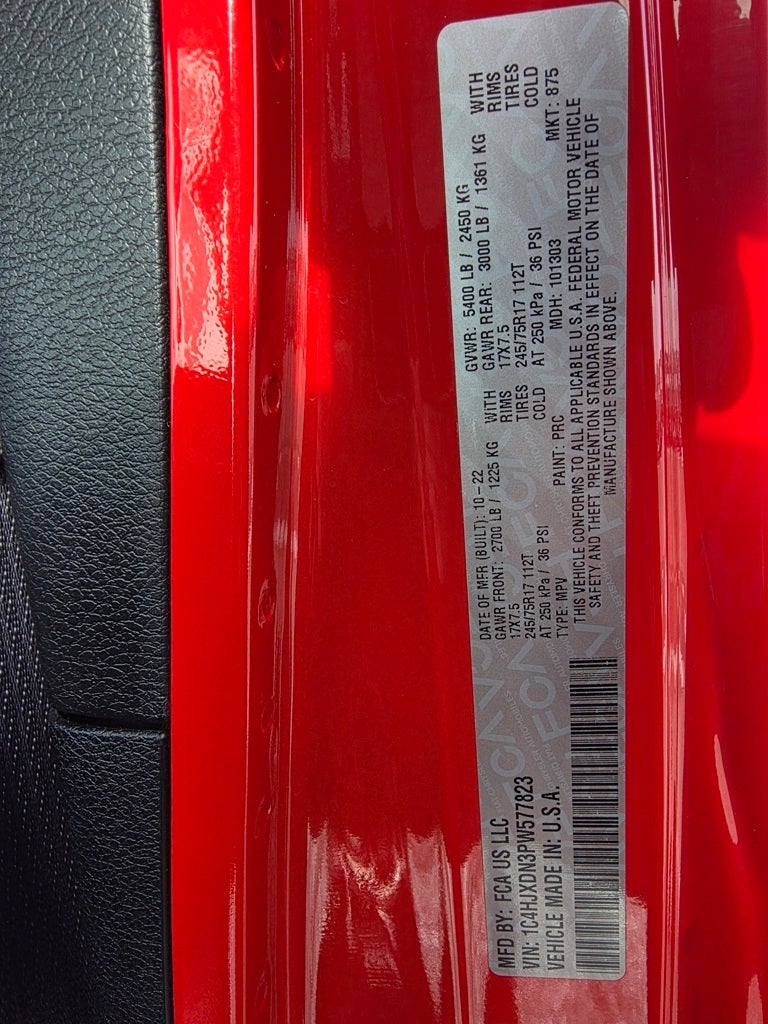 MFD BY: FCA US LLC
VIN: 1C4HJXDN3PW577823
VEHICLE MADE IN: U.S.A.
DATE OF MFR (BUILT): 10-22 GVWR: 5400 LB / 2450 KG
GAWR FRONT: 2700 LB / 1225 KG WITH GAWR REAR: 3000 LB / 1361 KG WITH
17X7.5 RIMS 17X7.5 RIMS
245/75R17 112T TIRES 245/75R17 112T TIRES
AT 250 kPa / 36 PSI COLD AT 250 kPa / 36 PSI COLD
TYPE: MPV PAINT: PRC MDH: 101303 MKT: 875
THIS VEHICLE CONFORMS TO ALL APPLICABLE U.S.A. FEDERAL MOTOR VEHICLE
SAFETY AND THEFT PREVENTION STANDARDS IN EFFECT ON THE DATE OF
MANUFACTURE SHOWN ABOVE.